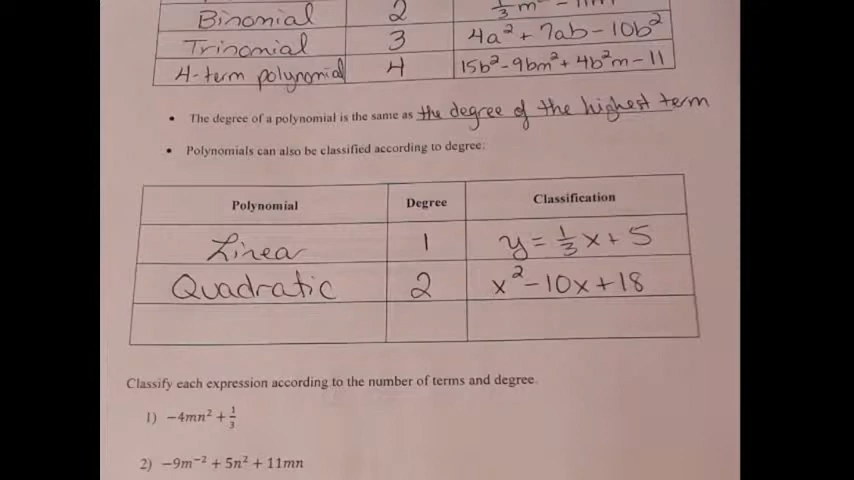 Binomial 2
Trinomial 3 4a² + 7ab - 10b²
4-term polynomial 4 15b² - 9bm² + 4b²m - 11
• The degree of a polynomial is the same as the degree of the highest term
• Polynomials can also be classified according to degree.
Polynomial Degree Classification
Linear 1 y = 1/3 x + 5
Quadratic 2 x² - 10x + 18
Classify each expression according to the number of terms and degree.
1) −4mn² + 1/3
2) −9m⁻² + 5n² + 11mn